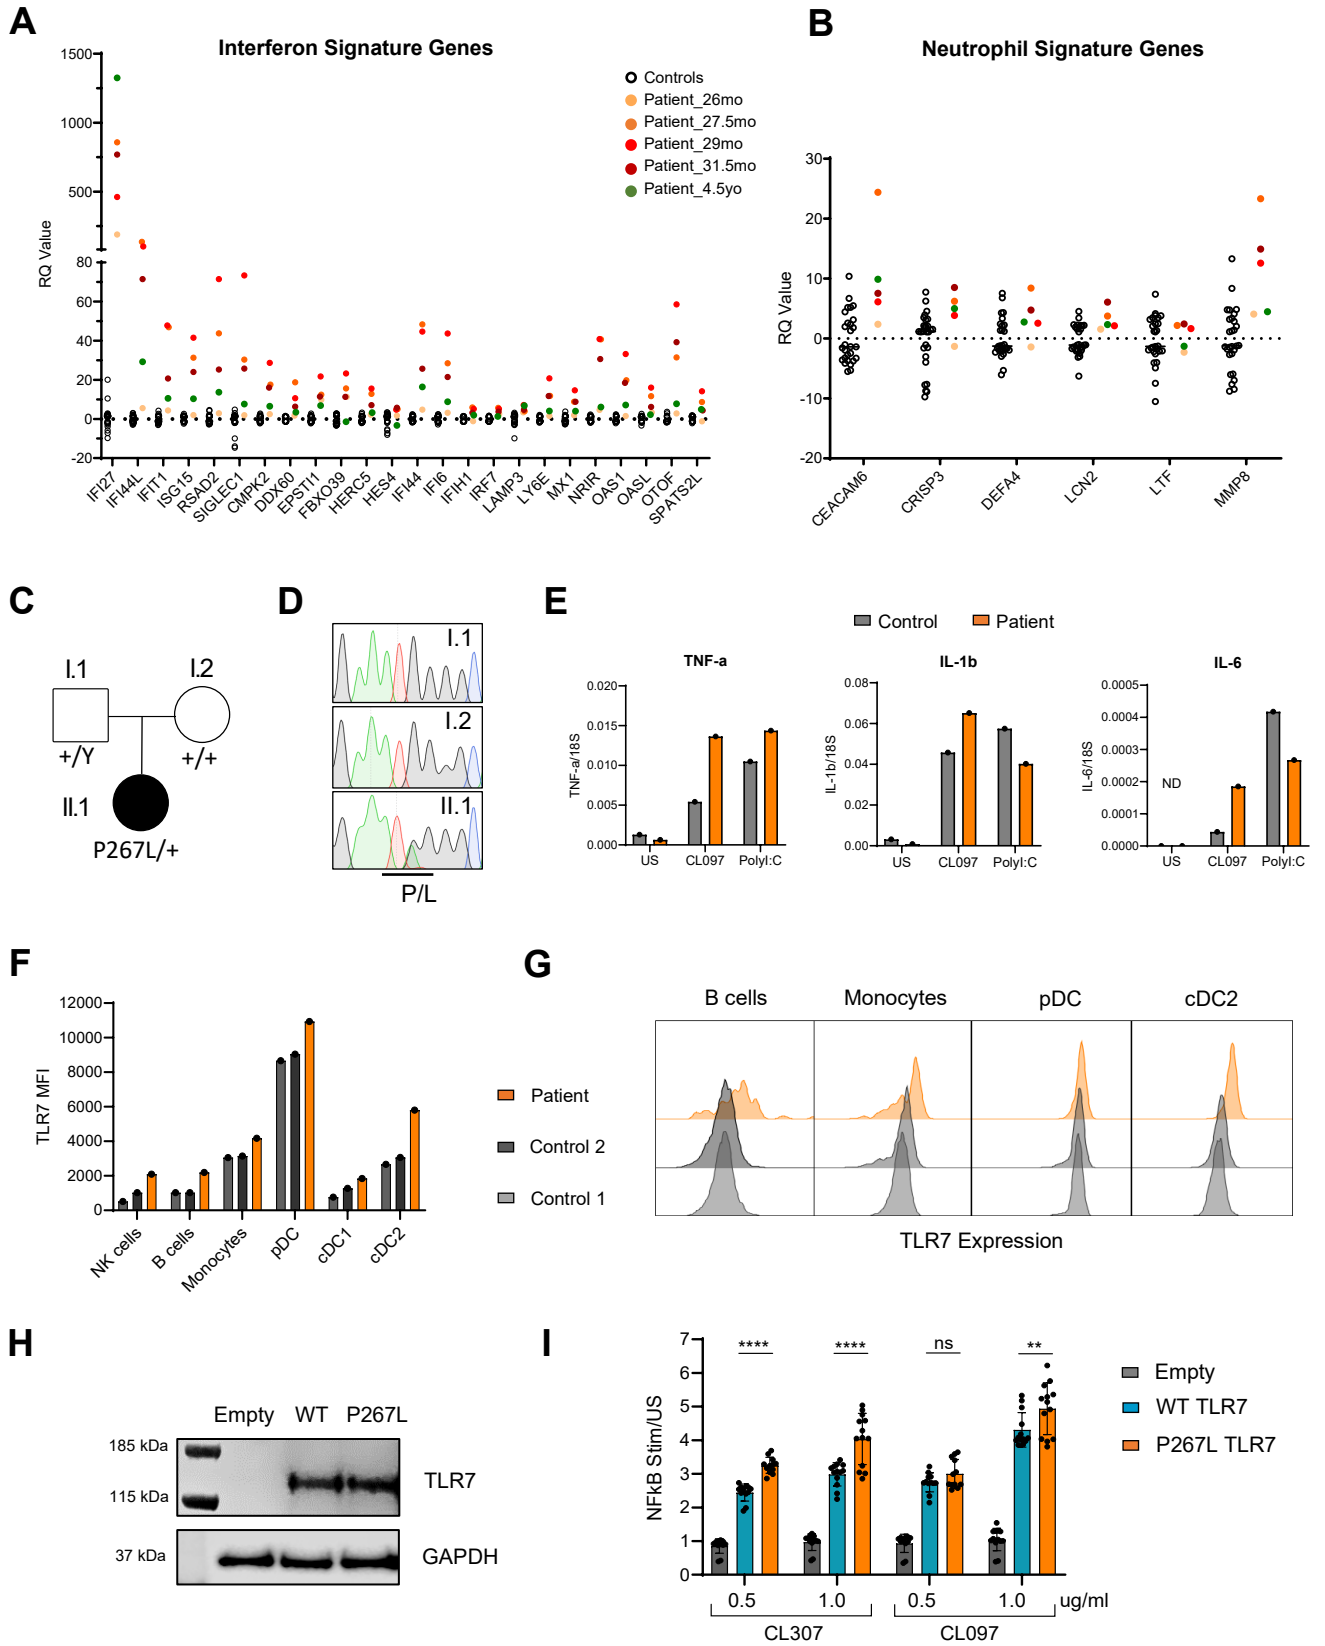 A
Interferon Signature Genes
RQ Value
1500
1000
500
80
60
40
20
0
-20
IFI27
IFI44L
IFIT1
ISG15
RSAD2
SIGLEC1
CMPK2
DDX60
EPSTI1
FBXO39
HERC5
HES4
IFI44
IFI6
IFIH1
IRF7
LAMP3
LY6E
MX1
NRIR
OAS1
OASL
OTOF
SPATS2L
Controls
Patient_26mo
Patient_27.5mo
Patient_29mo
Patient_31.5mo
Patient_4.5yo
B
Neutrophil Signature Genes
RQ Value
30
20
10
0
-10
-20
CEACAM6
CRISP3
DEFA4
LCN2
LTF
MMP8
C
I.1
I.2
+/Y
+/+
II.1
P267L/+
D
I.1
I.2
II.1
P/L
E
Control
Patient
TNF-a
TNF-a/18S
0.020
0.015
0.010
0.005
0.000
US
CL097
PolyI:C
IL-1b
IL-1b/18S
0.08
0.06
0.04
0.02
0.00
US
CL097
PolyI:C
IL-6
IL-6/18S
0.0005
0.0004
0.0003
0.0002
0.0001
0.0000
ND
US
CL097
PolyI:C
F
TLR7 MFI
12000
10000
8000
6000
4000
2000
0
NK cells
B cells
Monocytes
pDC
cDC1
cDC2
Patient
Control 2
Control 1
G
B cells
Monocytes
pDC
cDC2
TLR7 Expression
H
Empty
WT
P267L
185 kDa
115 kDa
TLR7
37 kDa
GAPDH
I
NFkB Stim/US
7
6
5
4
3
2
1
0
****
****
ns
**
0.5
1.0
0.5
1.0
ug/ml
CL307
CL097
Empty
WT TLR7
P267L TLR7